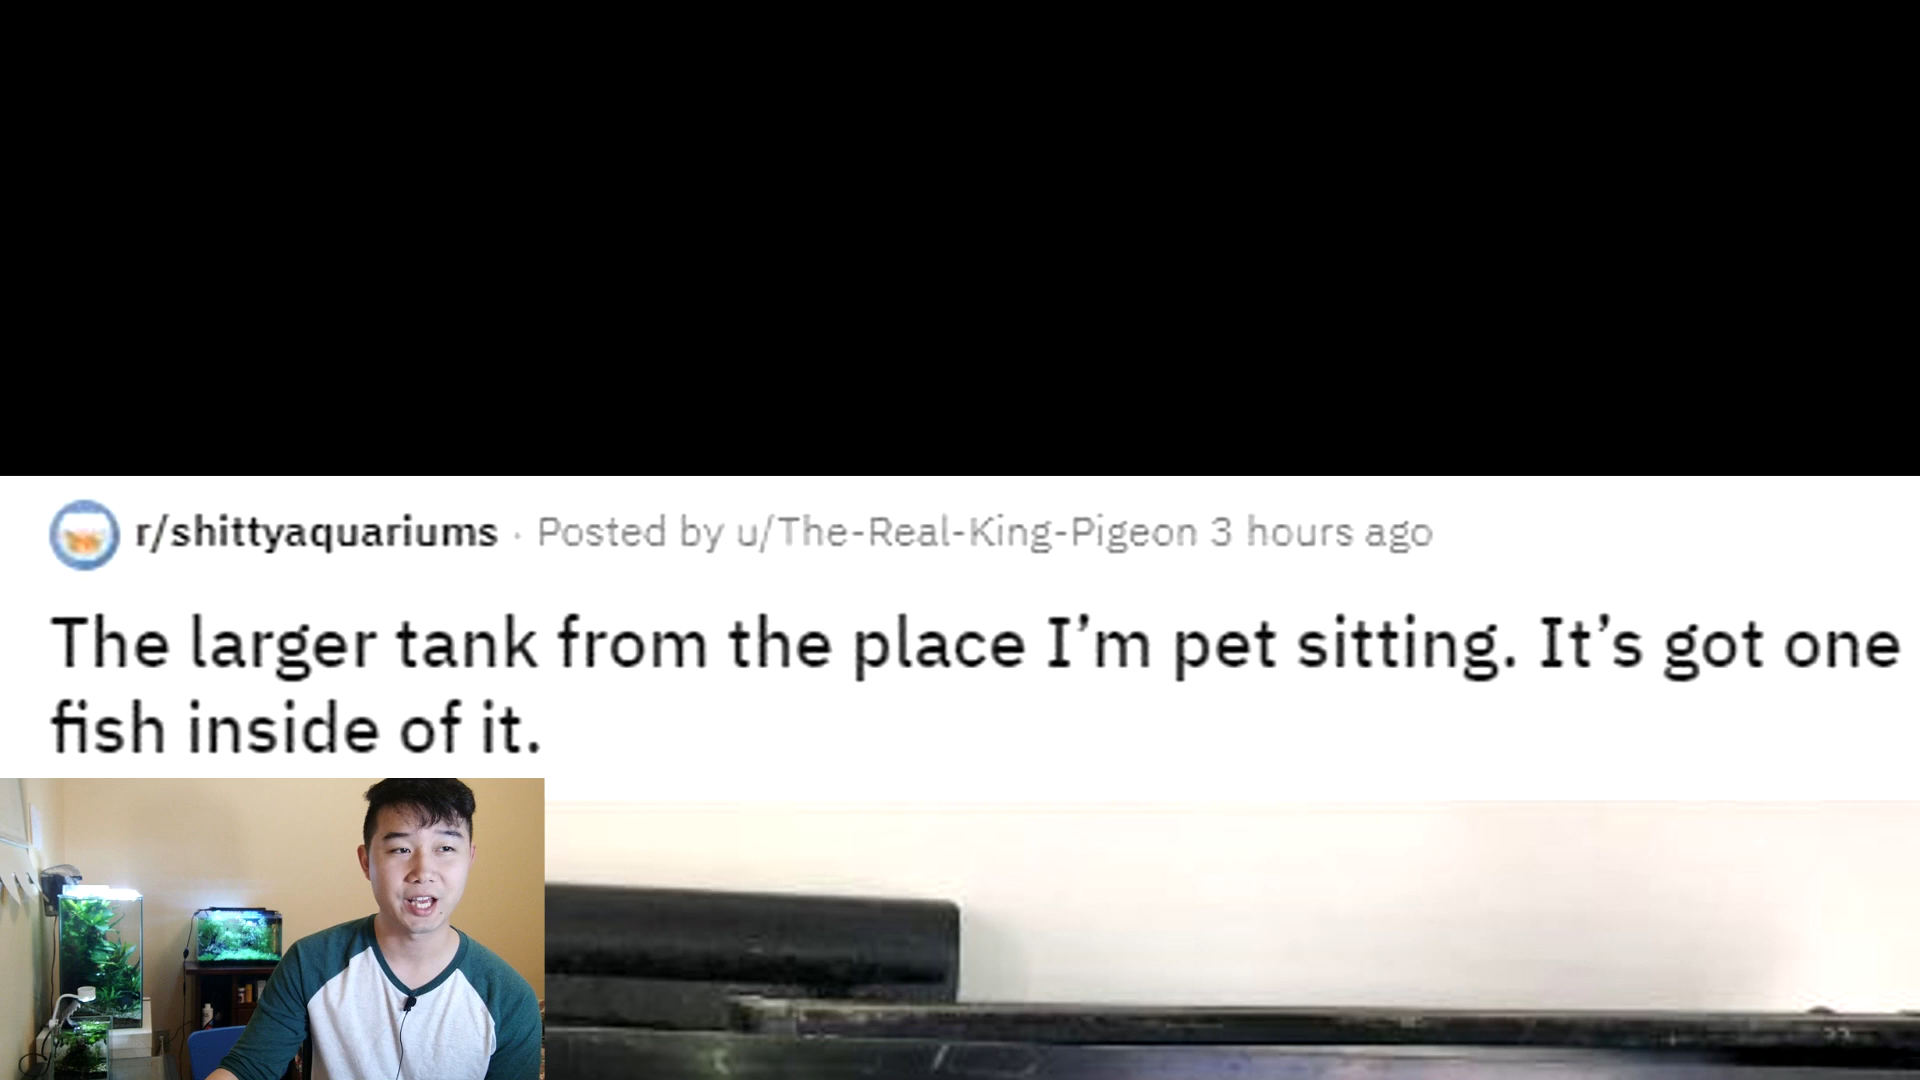 r/shittyaquariums · Posted by u/The-Real-King-Pigeon 3 hours ago
The larger tank from the place I’m pet sitting. It’s got one
fish inside of it.